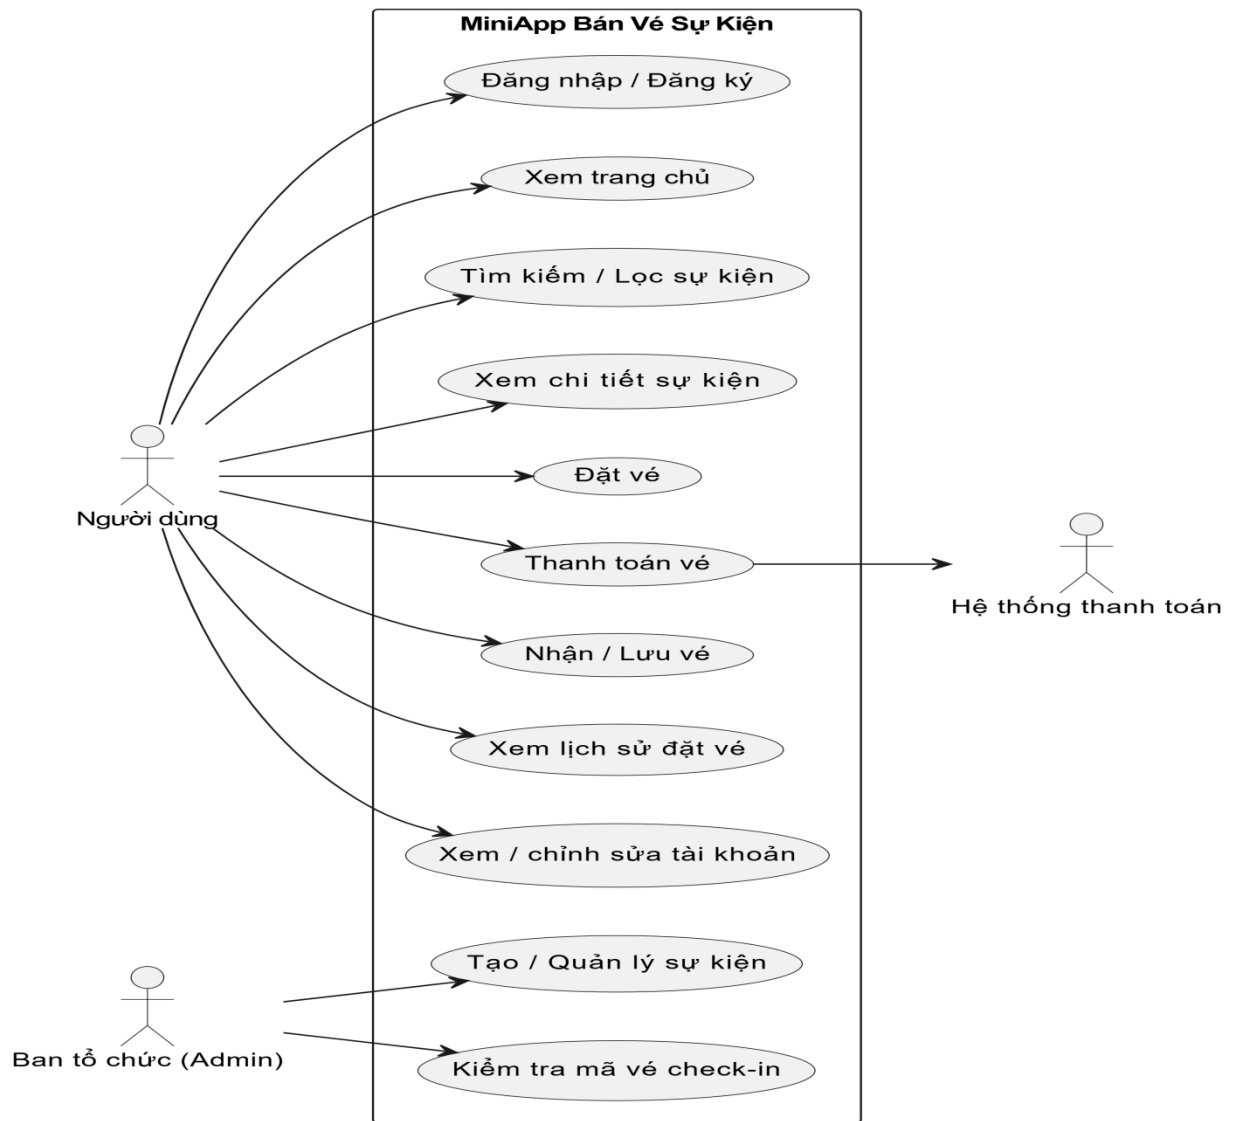 MiniApp Bán Vé Sự Kiện
Đăng nhập / Đăng ký
Xem trang chủ
Tìm kiếm / Lọc sự kiện
Xem chi tiết sự kiện
Đặt vé
Người dùng
Thanh toán vé
Hệ thống thanh toán
Nhận / Lưu vé
Xem lịch sử đặt vé
Xem / chỉnh sửa tài khoản
Tạo / Quản lý sự kiện
Ban tổ chức (Admin)
Kiểm tra mã vé check-in